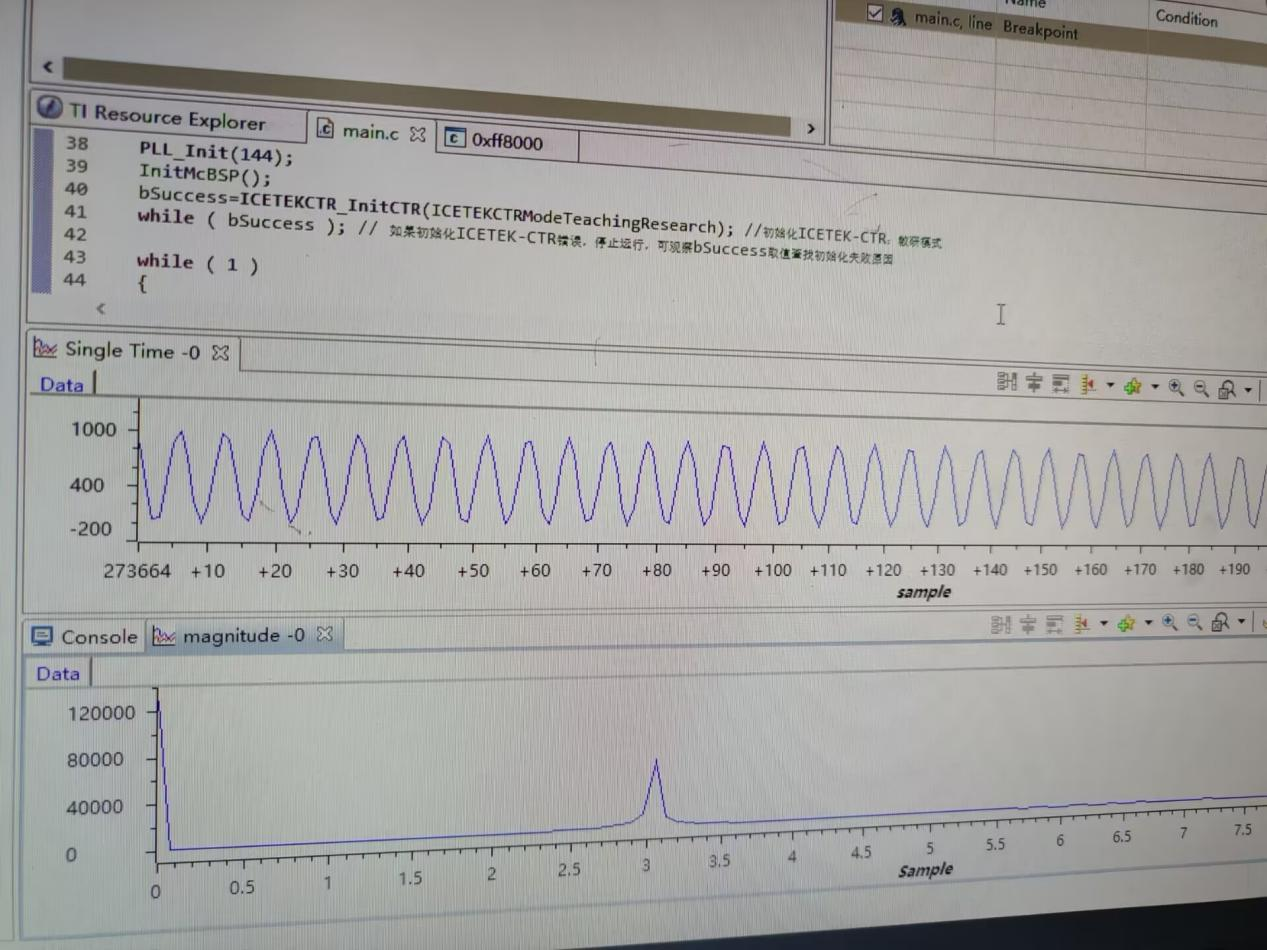 Name
Condition
main.c, line Breakpoint
TI Resource Explorer
main.c
0xff8000
38 PLL_Init(144);
39 InitMcBSP();
40 bSuccess=ICETEKCTR_InitCTR(ICETEKCTRModeTeachingResearch); //初始化ICETEK-CTR，教研模式
41 while ( bSuccess ); // 如果初始化ICETEK-CTR错误，停止运行，可观察bSuccess取值查找初始化失败原因
42
43 while ( 1 )
44 {
Single Time -0
Data
1000
400
-200
273664 +10 +20 +30 +40 +50 +60 +70 +80 +90 +100 +110 +120 +130 +140 +150 +160 +170 +180 +190
sample
Console
magnitude -0
Data
120000
80000
40000
0
0 0.5 1 1.5 2 2.5 3 3.5 4 4.5 5 5.5 6 6.5 7 7.5
Sample